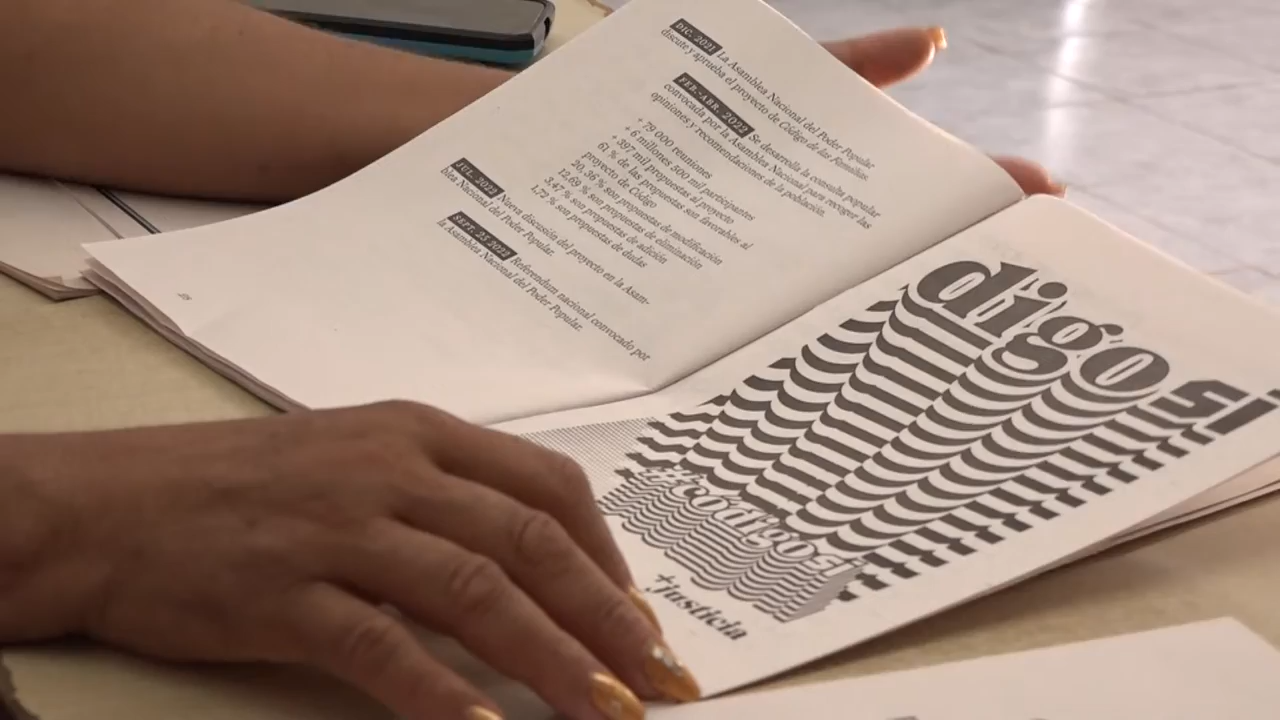 DIC. 2021 La Asamblea Nacional del Poder Popular
discute y aprueba el proyecto de Código de las Familias.
FEB.-ABR. 2022 Se desarrolla la consulta popular
convocada por la Asamblea Nacional para recoger las
opiniones y recomendaciones de la población.
+ 79 000 reuniones
+ 6 millones 500 mil participantes
+ 397 mil propuestas al proyecto
61 % de las propuestas son favorables al
proyecto de Código
20,36 % son propuestas de modificación
12,69 % son propuestas de eliminación
3,47 % son propuestas de adición
1,73 % son propuestas de dudas
JUL. 2022 Nueva discusión del proyecto en la Asam-
blea Nacional del Poder Popular.
SEPT. 25 2022 Referendum nacional convocado por
la Asamblea Nacional del Poder Popular.
digo sí
#códigosí
+justicia